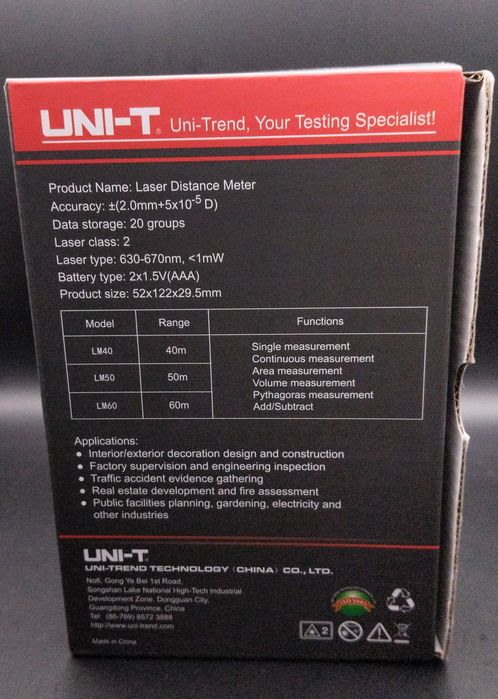 UNI-T® Uni-Trend, Your Testing Specialist!
Product Name: Laser Distance Meter
Accuracy: ±(2.0mm+5x10⁻⁵ D)
Data storage: 20 groups
Laser class: 2
Laser type: 630-670nm, <1mW
Battery type: 2x1.5V(AAA)
Product size: 52x122x29.5mm
Model Range Functions
LM40 40m
LM50 50m
LM60 60m
Single measurement
Continuous measurement
Area measurement
Volume measurement
Pythagoras measurement
Add/Subtract
Applications:
● Interior/exterior decoration design and construction
● Factory supervision and engineering inspection
● Traffic accident evidence gathering
● Real estate development and fire assessment
● Public facilities planning, gardening, electricity and
other industries
UNI-T®
UNI-TREND TECHNOLOGY (CHINA) CO., LTD.
No6, Gong Ye Bei 1st Road,
Songshan Lake National High-Tech Industrial
Development Zone, Dongguan City,
Guangdong Province, China
Tel: (86-769) 8572 3888
http://www.uni-trend.com
Made in China
2